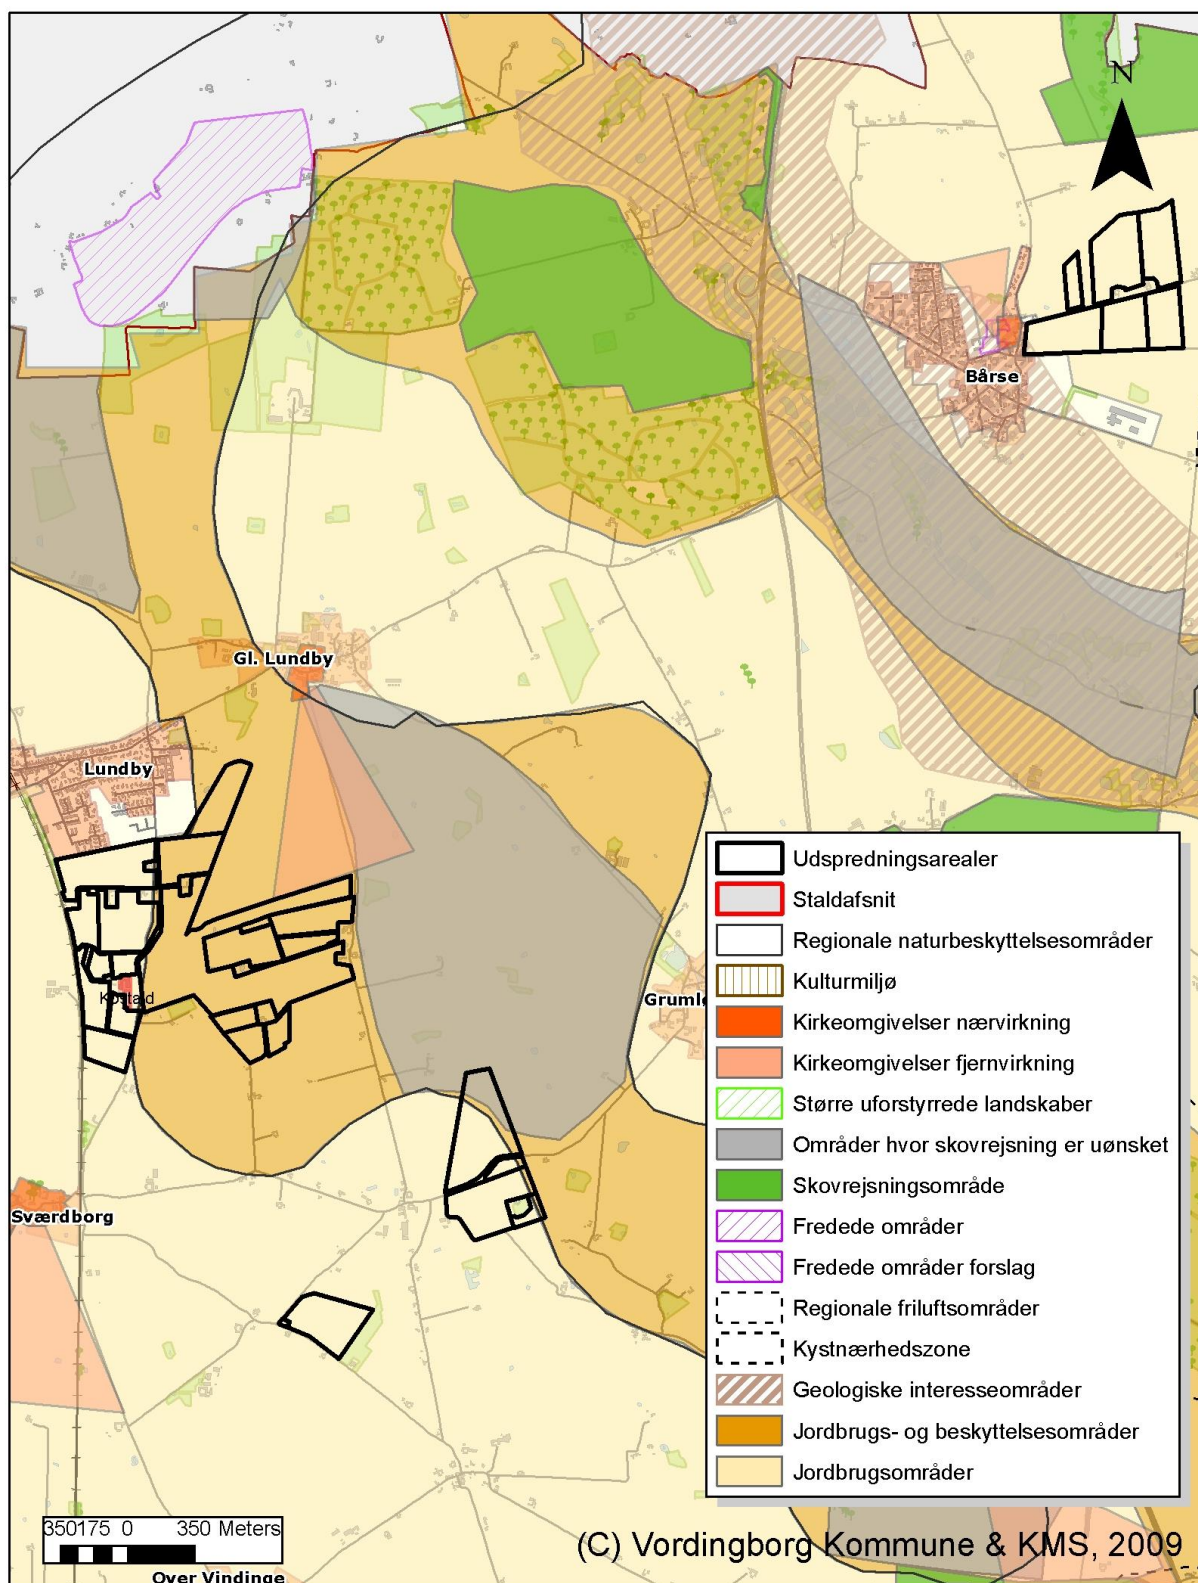 N
Bårse
Gl. Lundby
Lundby
Grumlø
Sværdborg
Udspredningsarealer
Staldafsnit
Regionale naturbeskyttelsesområder
Kulturmiljø
Kirkeomgivelser nærvirkning
Kirkeomgivelser fjernvirkning
Større uforstyrrede landskaber
Områder hvor skovrejsning er uønsket
Skovrejsningsområde
Fredede områder
Fredede områder forslag
Regionale friluftsområder
Kystnærhedszone
Geologiske interesseområder
Jordbrugs- og beskyttelsesområder
Jordbrugsområder
350175 0 350 Meters
(C) Vordingborg Kommune & KMS, 2009
Over Vindinge